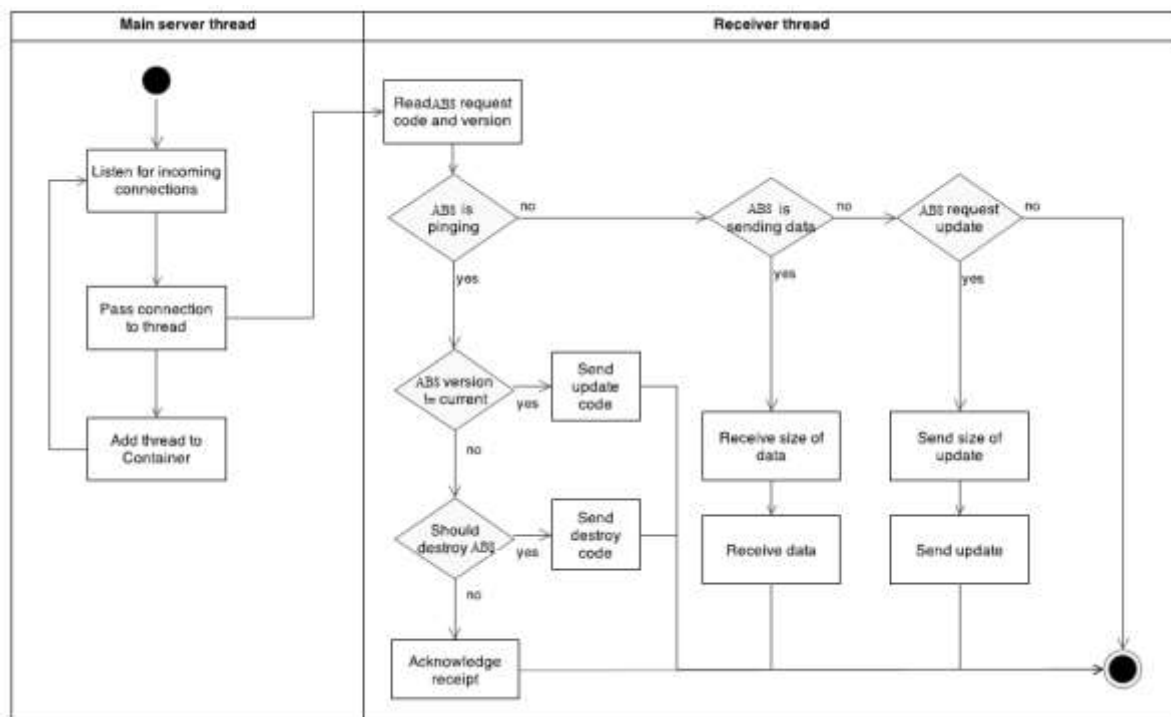 Main server thread
Receiver thread
Listen for incoming
connections
Pass connection
to thread
Add thread to
Container
Read ABS request
code and version
ABS is
pinging
no
ABS is
sending data
no
ABS request
update
no
yes
yes
yes
ABS version
!= current
yes
Send
update
code
no
Receive size of
data
Send size of
update
Should
destroy ABS
yes
Send
destroy
code
Receive data
Send update
no
Acknowledge
receipt